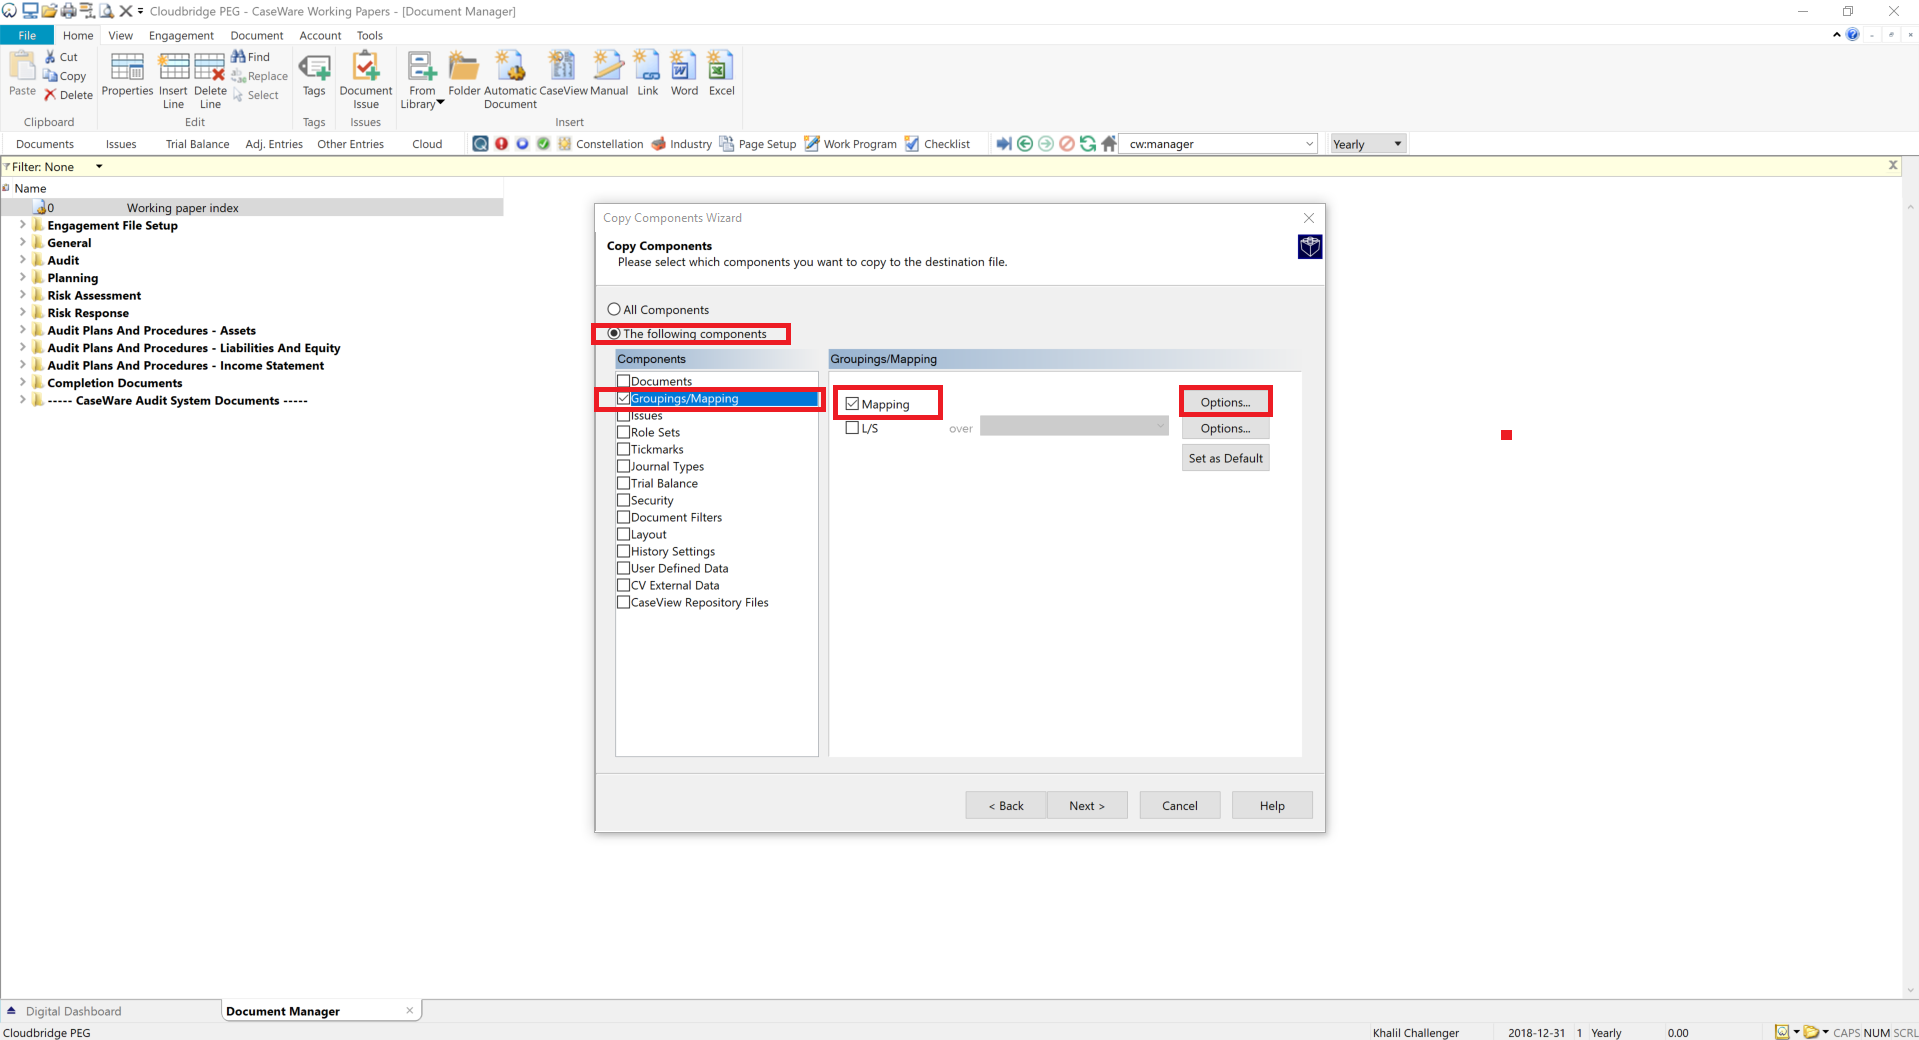 Cloudbridge PEG - CaseWare Working Papers - [Document Manager]
File Home View Engagement Document Account Tools
Paste
Cut
Copy
Delete
Clipboard
Properties
Insert Line
Delete Line
Find
Replace
Select
Edit
Tags
Tags
Document Issue
Issues
From Library
Folder
Automatic Document
CaseView
Manual
Link
Word
Excel
Insert
Documents Issues Trial Balance Adj. Entries Other Entries Cloud Constellation Industry Page Setup Work Program Checklist cw:manager Yearly
Filter: None X
Name
0 Working paper index
Engagement File Setup
General
Audit
Planning
Risk Assessment
Risk Response
Audit Plans And Procedures - Assets
Audit Plans And Procedures - Liabilities And Equity
Audit Plans And Procedures - Income Statement
Completion Documents
----- CaseWare Audit System Documents -----
Copy Components Wizard
Copy Components
Please select which components you want to copy to the destination file.
All Components
The following components
Components
Documents
Groupings/Mapping
Issues
Role Sets
Tickmarks
Journal Types
Trial Balance
Security
Document Filters
Layout
History Settings
User Defined Data
CV External Data
CaseView Repository Files
Groupings/Mapping
Mapping Options...
L/S over Options...
Set as Default
< Back Next > Cancel Help
Digital Dashboard Document Manager
Cloudbridge PEG Khalil Challenger 2018-12-31 1 Yearly 0.00 CAPS NUM SCRL